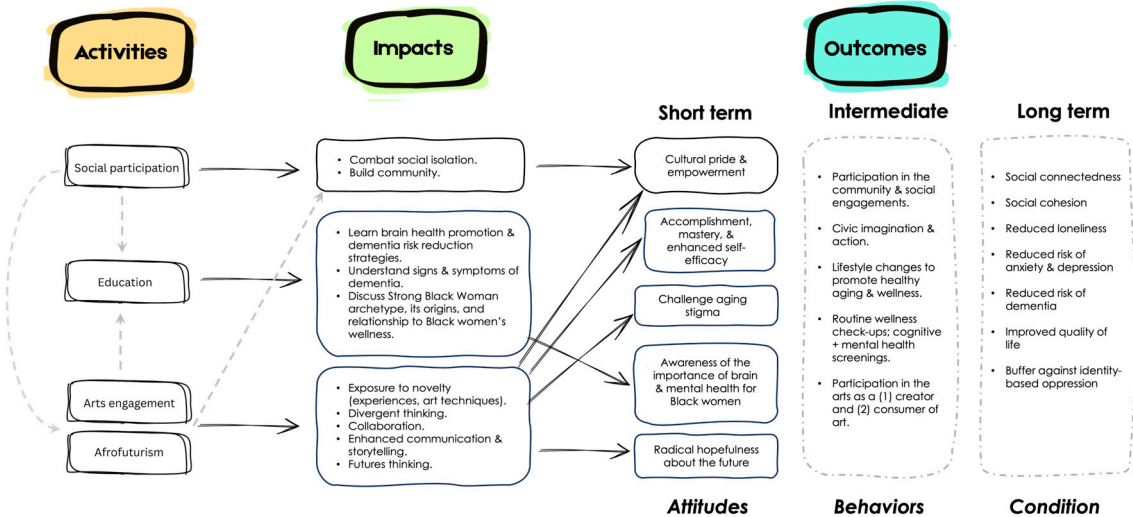 Activities
Impacts
Outcomes
Short term
Intermediate
Long term
Social participation
Education
Arts engagement
Afrofuturism
• Combat social isolation.
• Build community.
• Learn brain health promotion &
dementia risk reduction
strategies.
• Understand signs & symptoms of
dementia.
• Discuss Strong Black Woman
archetype, its origins, and
relationship to Black women's
wellness.
• Exposure to novelty
(experiences, art techniques).
• Divergent thinking.
• Collaboration.
• Enhanced communication &
storytelling.
• Futures thinking.
Cultural pride &
empowerment
Accomplishment,
mastery, &
enhanced self-
efficacy
Challenge aging
stigma
Awareness of the
importance of brain
& mental health for
Black women
Radical hopefulness
about the future
• Participation in the
community & social
engagements.
• Civic imagination &
action.
• Lifestyle changes to
promote healthy
aging & wellness.
• Routine wellness
check-ups; cognitive
+ mental health
screenings.
• Participation in the
arts as a (1) creator
and (2) consumer of
art.
• Social connectedness
• Social cohesion
• Reduced loneliness
• Reduced risk of
anxiety & depression
• Reduced risk of
dementia
• Improved quality of
life
• Buffer against identity-
based oppression
Attitudes
Behaviors
Condition